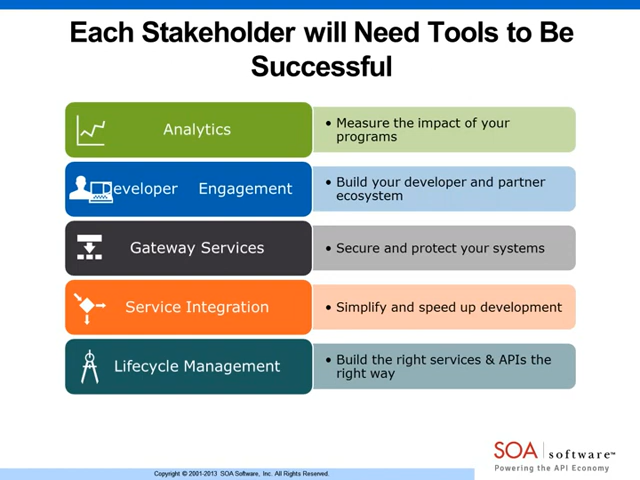 Each Stakeholder will Need Tools to Be
Successful
Analytics
• Measure the impact of your
programs
Developer Engagement
• Build your developer and partner
ecosystem
Gateway Services
• Secure and protect your systems
Service Integration
• Simplify and speed up development
Lifecycle Management
• Build the right services & APIs the
right way
Copyright © 2001-2013 SOA Software, Inc. All Rights Reserved.
SOA software™
Powering the API Economy